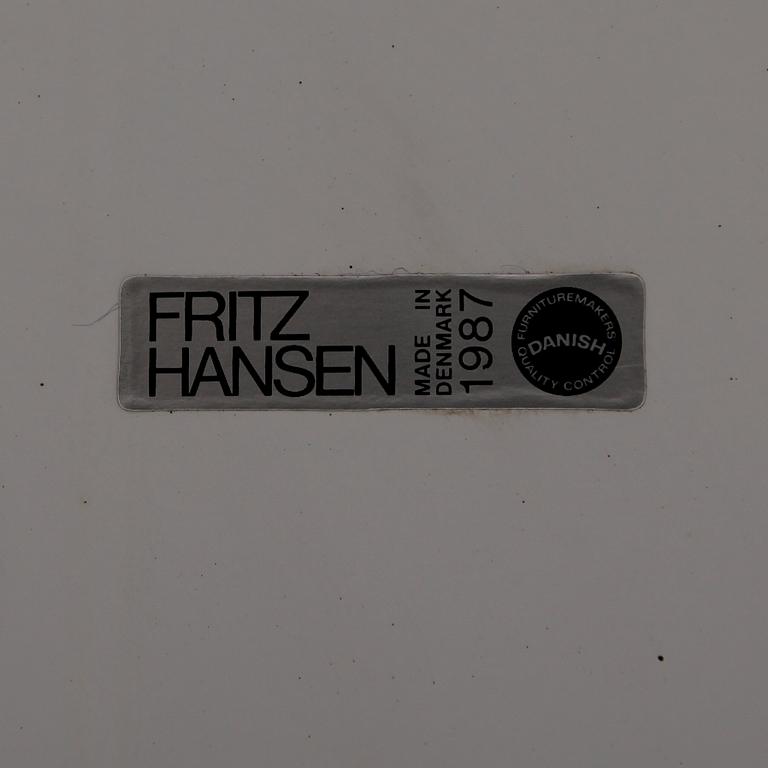 FRITZ
HANSEN
MADE IN
DENMARK
1987
FURNITUREMAKERS
DANISH
QUALITY CONTROL